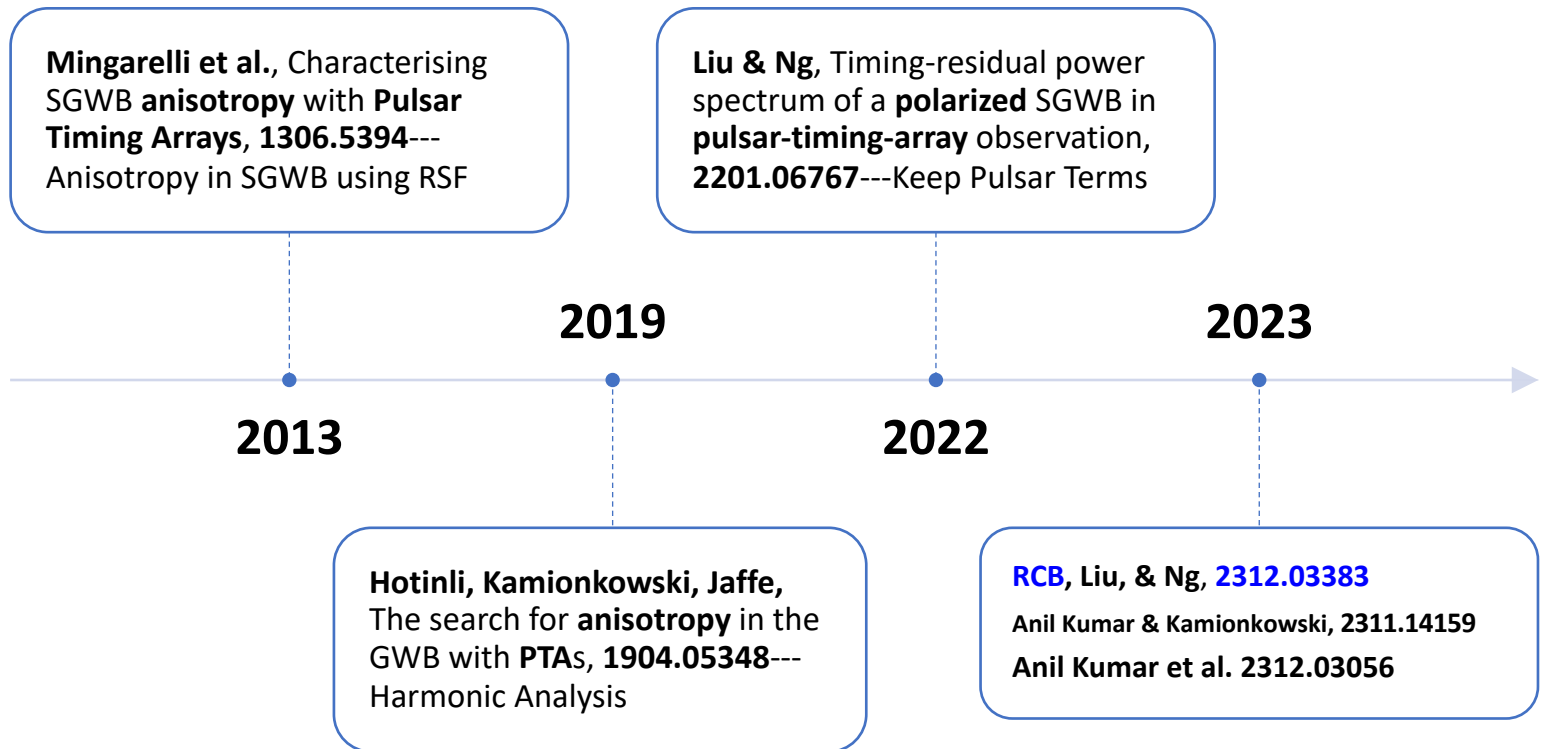 Mingarelli et al., Characterising
SGWB anisotropy with Pulsar
Timing Arrays, 1306.5394---
Anisotropy in SGWB using RSF
Liu & Ng, Timing-residual power
spectrum of a polarized SGWB in
pulsar-timing-array observation,
2201.06767---Keep Pulsar Terms
2019
2023
2013
2022
Hotinli, Kamionkowski, Jaffe,
The search for anisotropy in the
GWB with PTAs, 1904.05348---
Harmonic Analysis
RCB, Liu, & Ng, 2312.03383
Anil Kumar & Kamionkowski, 2311.14159
Anil Kumar et al. 2312.03056